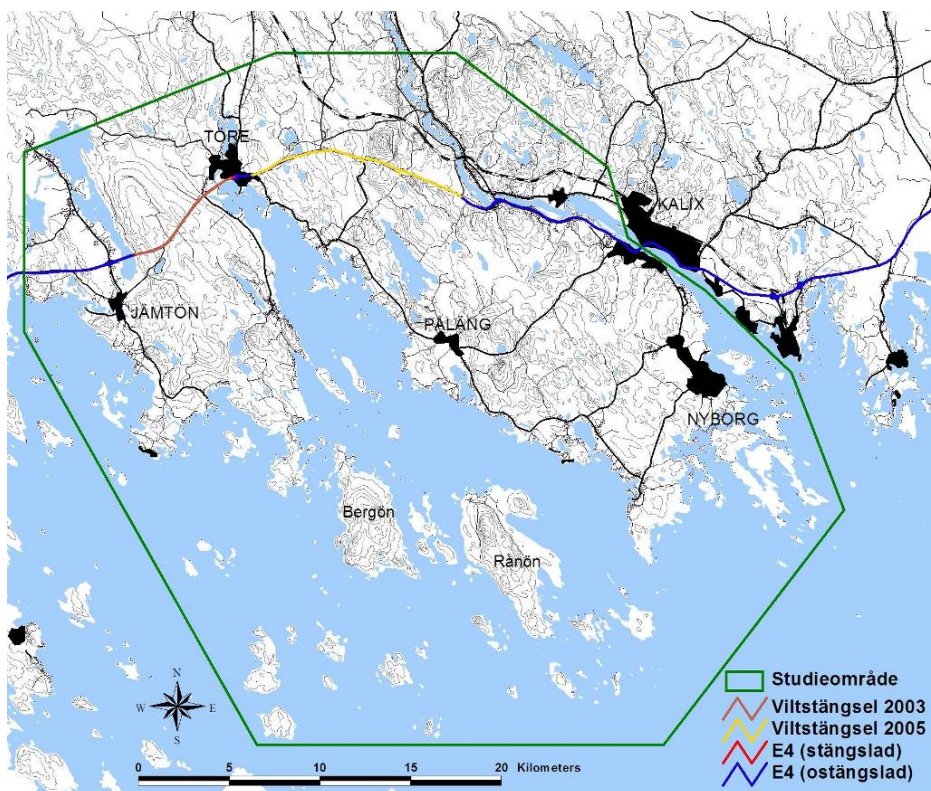 TÖRE
KALIX
JÄMTÖN
PÅLÄNG
NYBORG
Bergön
Rånön
N
W E
S
0 5 10 15 20 Kilometers
Studieområde
Viltstängsel 2003
Viltstängsel 2005
E4 (stängslad)
E4 (ostängslad)